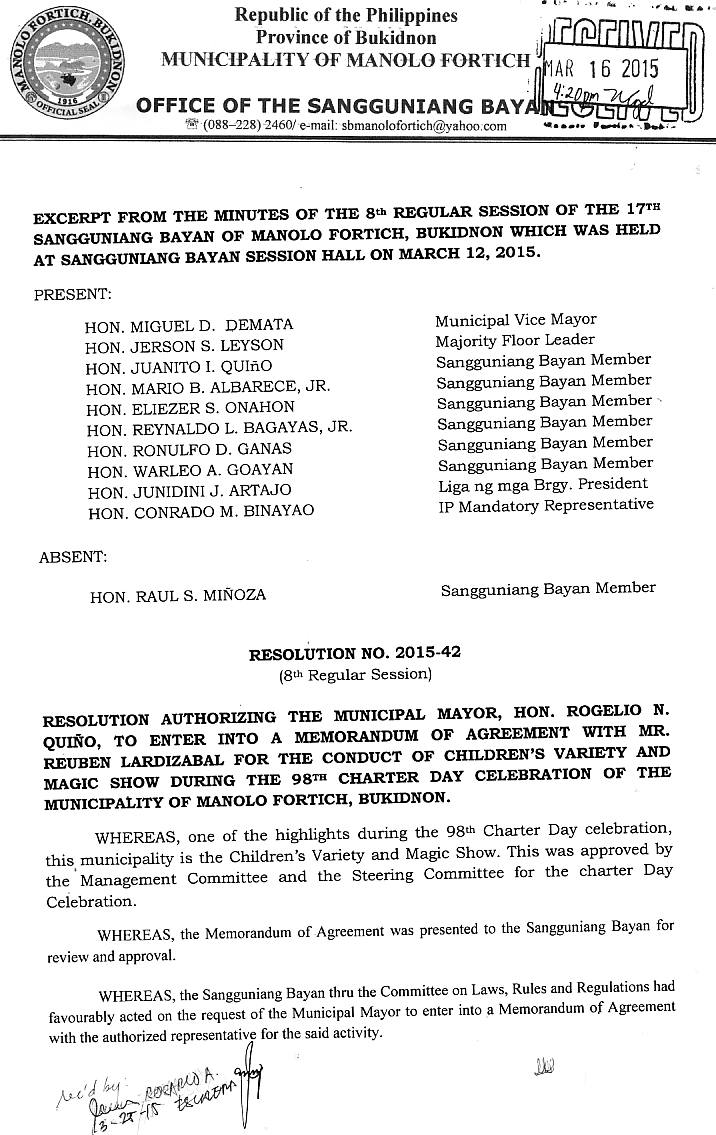 Republic of the Philippines
Province of Bukidnon
MUNICIPALITY OF MANOLO FORTICH
OFFICE OF THE SANGGUNIANG BAYAN
☏ (088–228) 2460/ e-mail: sbmanolofortich@yahoo.com
MANOLO FORTICH, BUKIDNON
1916
OFFICIAL SEAL
RECEIVED
MAR 16 2015
4:20pm
EXCERPT FROM THE MINUTES OF THE 8th REGULAR SESSION OF THE 17TH
SANGGUNIANG BAYAN OF MANOLO FORTICH, BUKIDNON WHICH WAS HELD
AT SANGGUNIANG BAYAN SESSION HALL ON MARCH 12, 2015.
PRESENT:
HON. MIGUEL D. DEMATA Municipal Vice Mayor
HON. JERSON S. LEYSON Majority Floor Leader
HON. JUANITO I. QUIñO Sangguniang Bayan Member
HON. MARIO B. ALBARECE, JR. Sangguniang Bayan Member
HON. ELIEZER S. ONAHON Sangguniang Bayan Member
HON. REYNALDO L. BAGAYAS, JR. Sangguniang Bayan Member
HON. RONULFO D. GANAS Sangguniang Bayan Member
HON. WARLEO A. GOAYAN Sangguniang Bayan Member
HON. JUNIDINI J. ARTAJO Liga ng mga Brgy. President
HON. CONRADO M. BINAYAO IP Mandatory Representative
ABSENT:
HON. RAUL S. MIÑOZA Sangguniang Bayan Member
RESOLUTION NO. 2015-42
(8th Regular Session)
RESOLUTION AUTHORIZING THE MUNICIPAL MAYOR, HON. ROGELIO N.
QUIÑO, TO ENTER INTO A MEMORANDUM OF AGREEMENT WITH MR.
REUBEN LARDIZABAL FOR THE CONDUCT OF CHILDREN'S VARIETY AND
MAGIC SHOW DURING THE 98TH CHARTER DAY CELEBRATION OF THE
MUNICIPALITY OF MANOLO FORTICH, BUKIDNON.
WHEREAS, one of the highlights during the 98th Charter Day celebration,
this municipality is the Children's Variety and Magic Show. This was approved by
the Management Committee and the Steering Committee for the charter Day
Celebration.
WHEREAS, the Memorandum of Agreement was presented to the Sangguniang Bayan for
review and approval.
WHEREAS, the Sangguniang Bayan thru the Committee on Laws, Rules and Regulations had
favourably acted on the request of the Municipal Mayor to enter into a Memorandum of Agreement
with the authorized representative for the said activity.
rec'd by:
ROSARIO A.